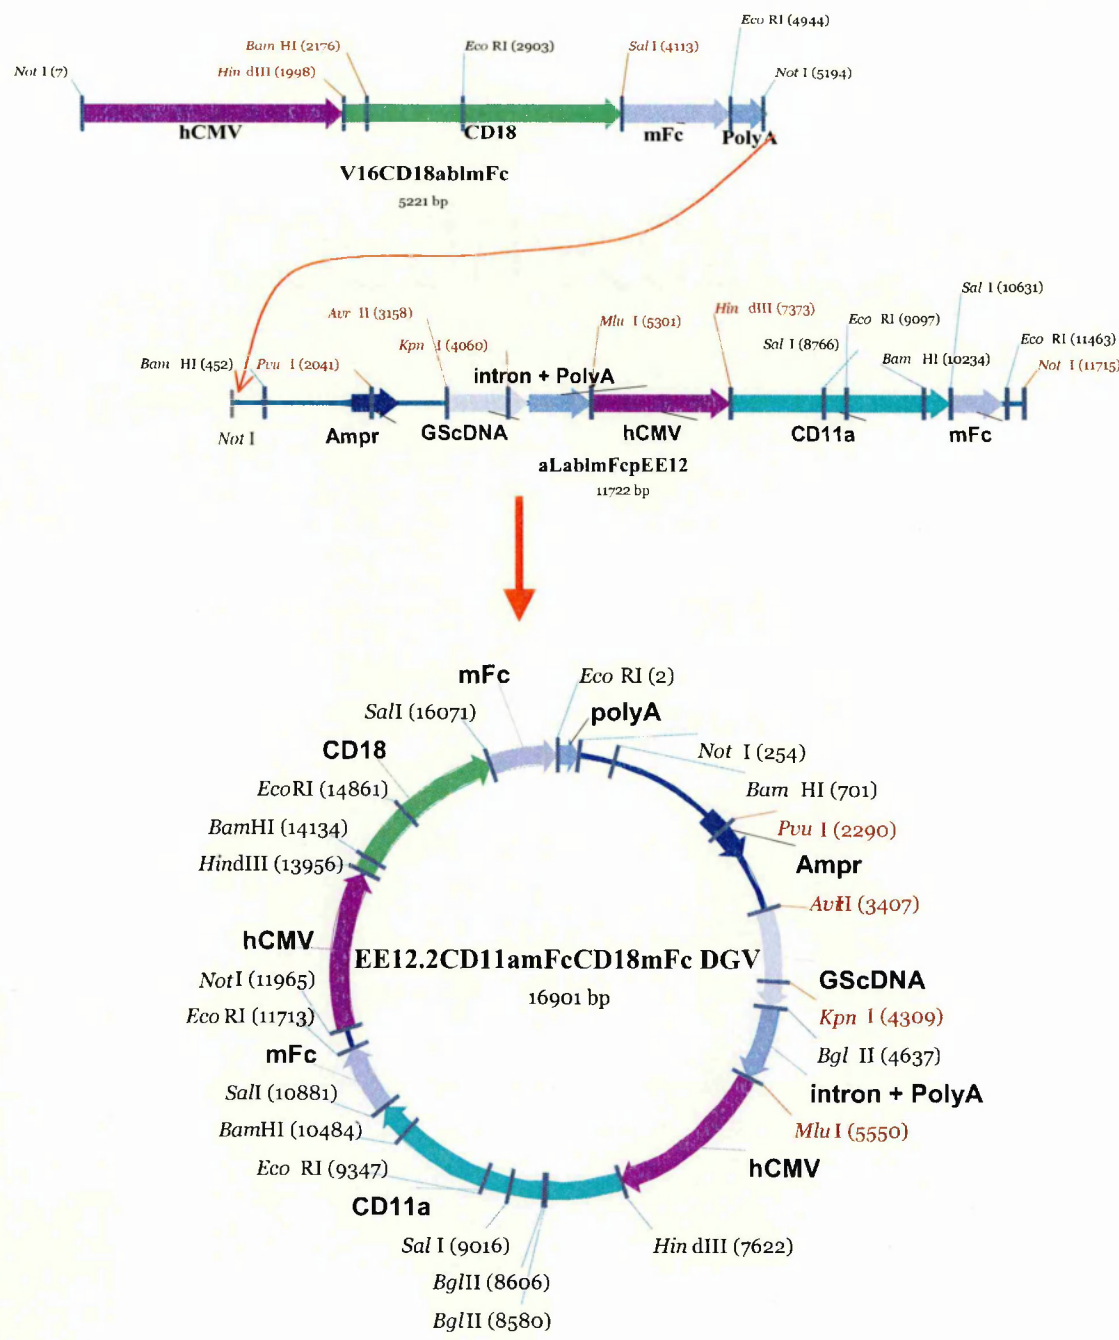 Eco RI (4944)
Bam HI (2176)
Eco RI (2903)
Sal I (4113)
Not I (7)
Hin dIII (1998)
Not I (5194)
hCMV
CD18
mFc
PolyA
V16CD18ablmFc
5221 bp
Sal I (10631)
Avr II (3158)
Mlu I (5301)
Hin dIII (7373)
Eco RI (9097)
Eco RI (11463)
Kpn I (4060)
Sal I (8766)
Bam HI (452)
Pvu I (2041)
Bam HI (10234)
Not I (11715)
intron + PolyA
Not I
Ampr
GScDNA
hCMV
CD11a
mFc
aLablmFcpEE12
11722 bp
mFc
Eco RI (2)
SalI (16071)
polyA
CD18
Not I (254)
EcoRI (14861)
Bam HI (701)
BamHI (14134)
Pvu I (2290)
HindIII (13956)
Ampr
AvrII (3407)
hCMV
EE12.2CD11amFcCD18mFc DGV
NotI (11965)
GScDNA
16901 bp
Eco RI (11713)
Kpn I (4309)
mFc
Bgl II (4637)
SalI (10881)
intron + PolyA
BamHI (10484)
MluI (5550)
Eco RI (9347)
hCMV
CD11a
Sal I (9016)
Hin dIII (7622)
BglII (8606)
BglII (8580)